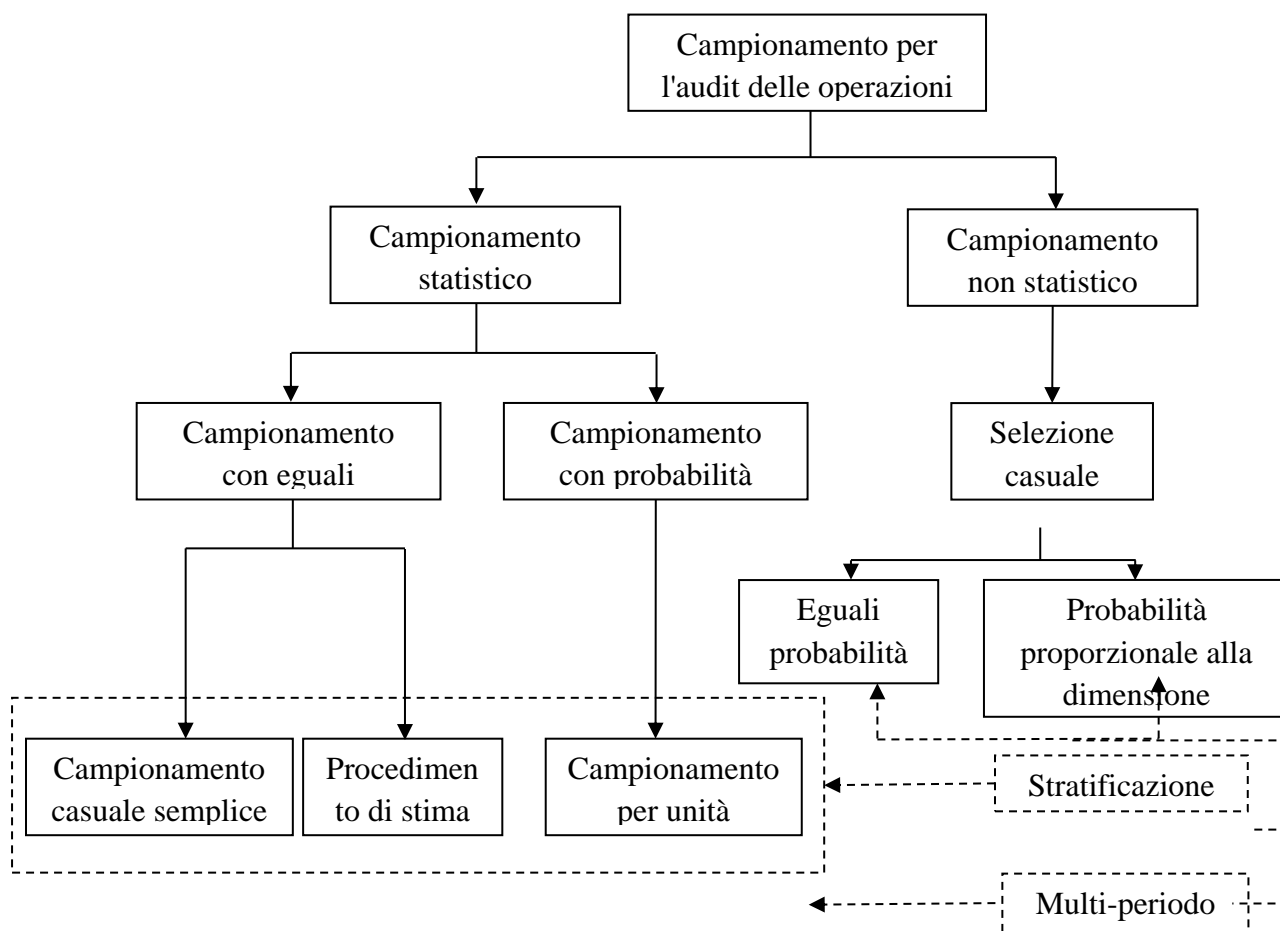 Campionamento per
l'audit delle operazioni
Campionamento
statistico
Campionamento
non statistico
Campionamento
con eguali
Campionamento
con probabilità
Selezione
casuale
Eguali
probabilità
Probabilità
proporzionale alla
dimensione
Campionamento
casuale semplice
Procedimen
to di stima
Campionamento
per unità
Stratificazione
Multi-periodo